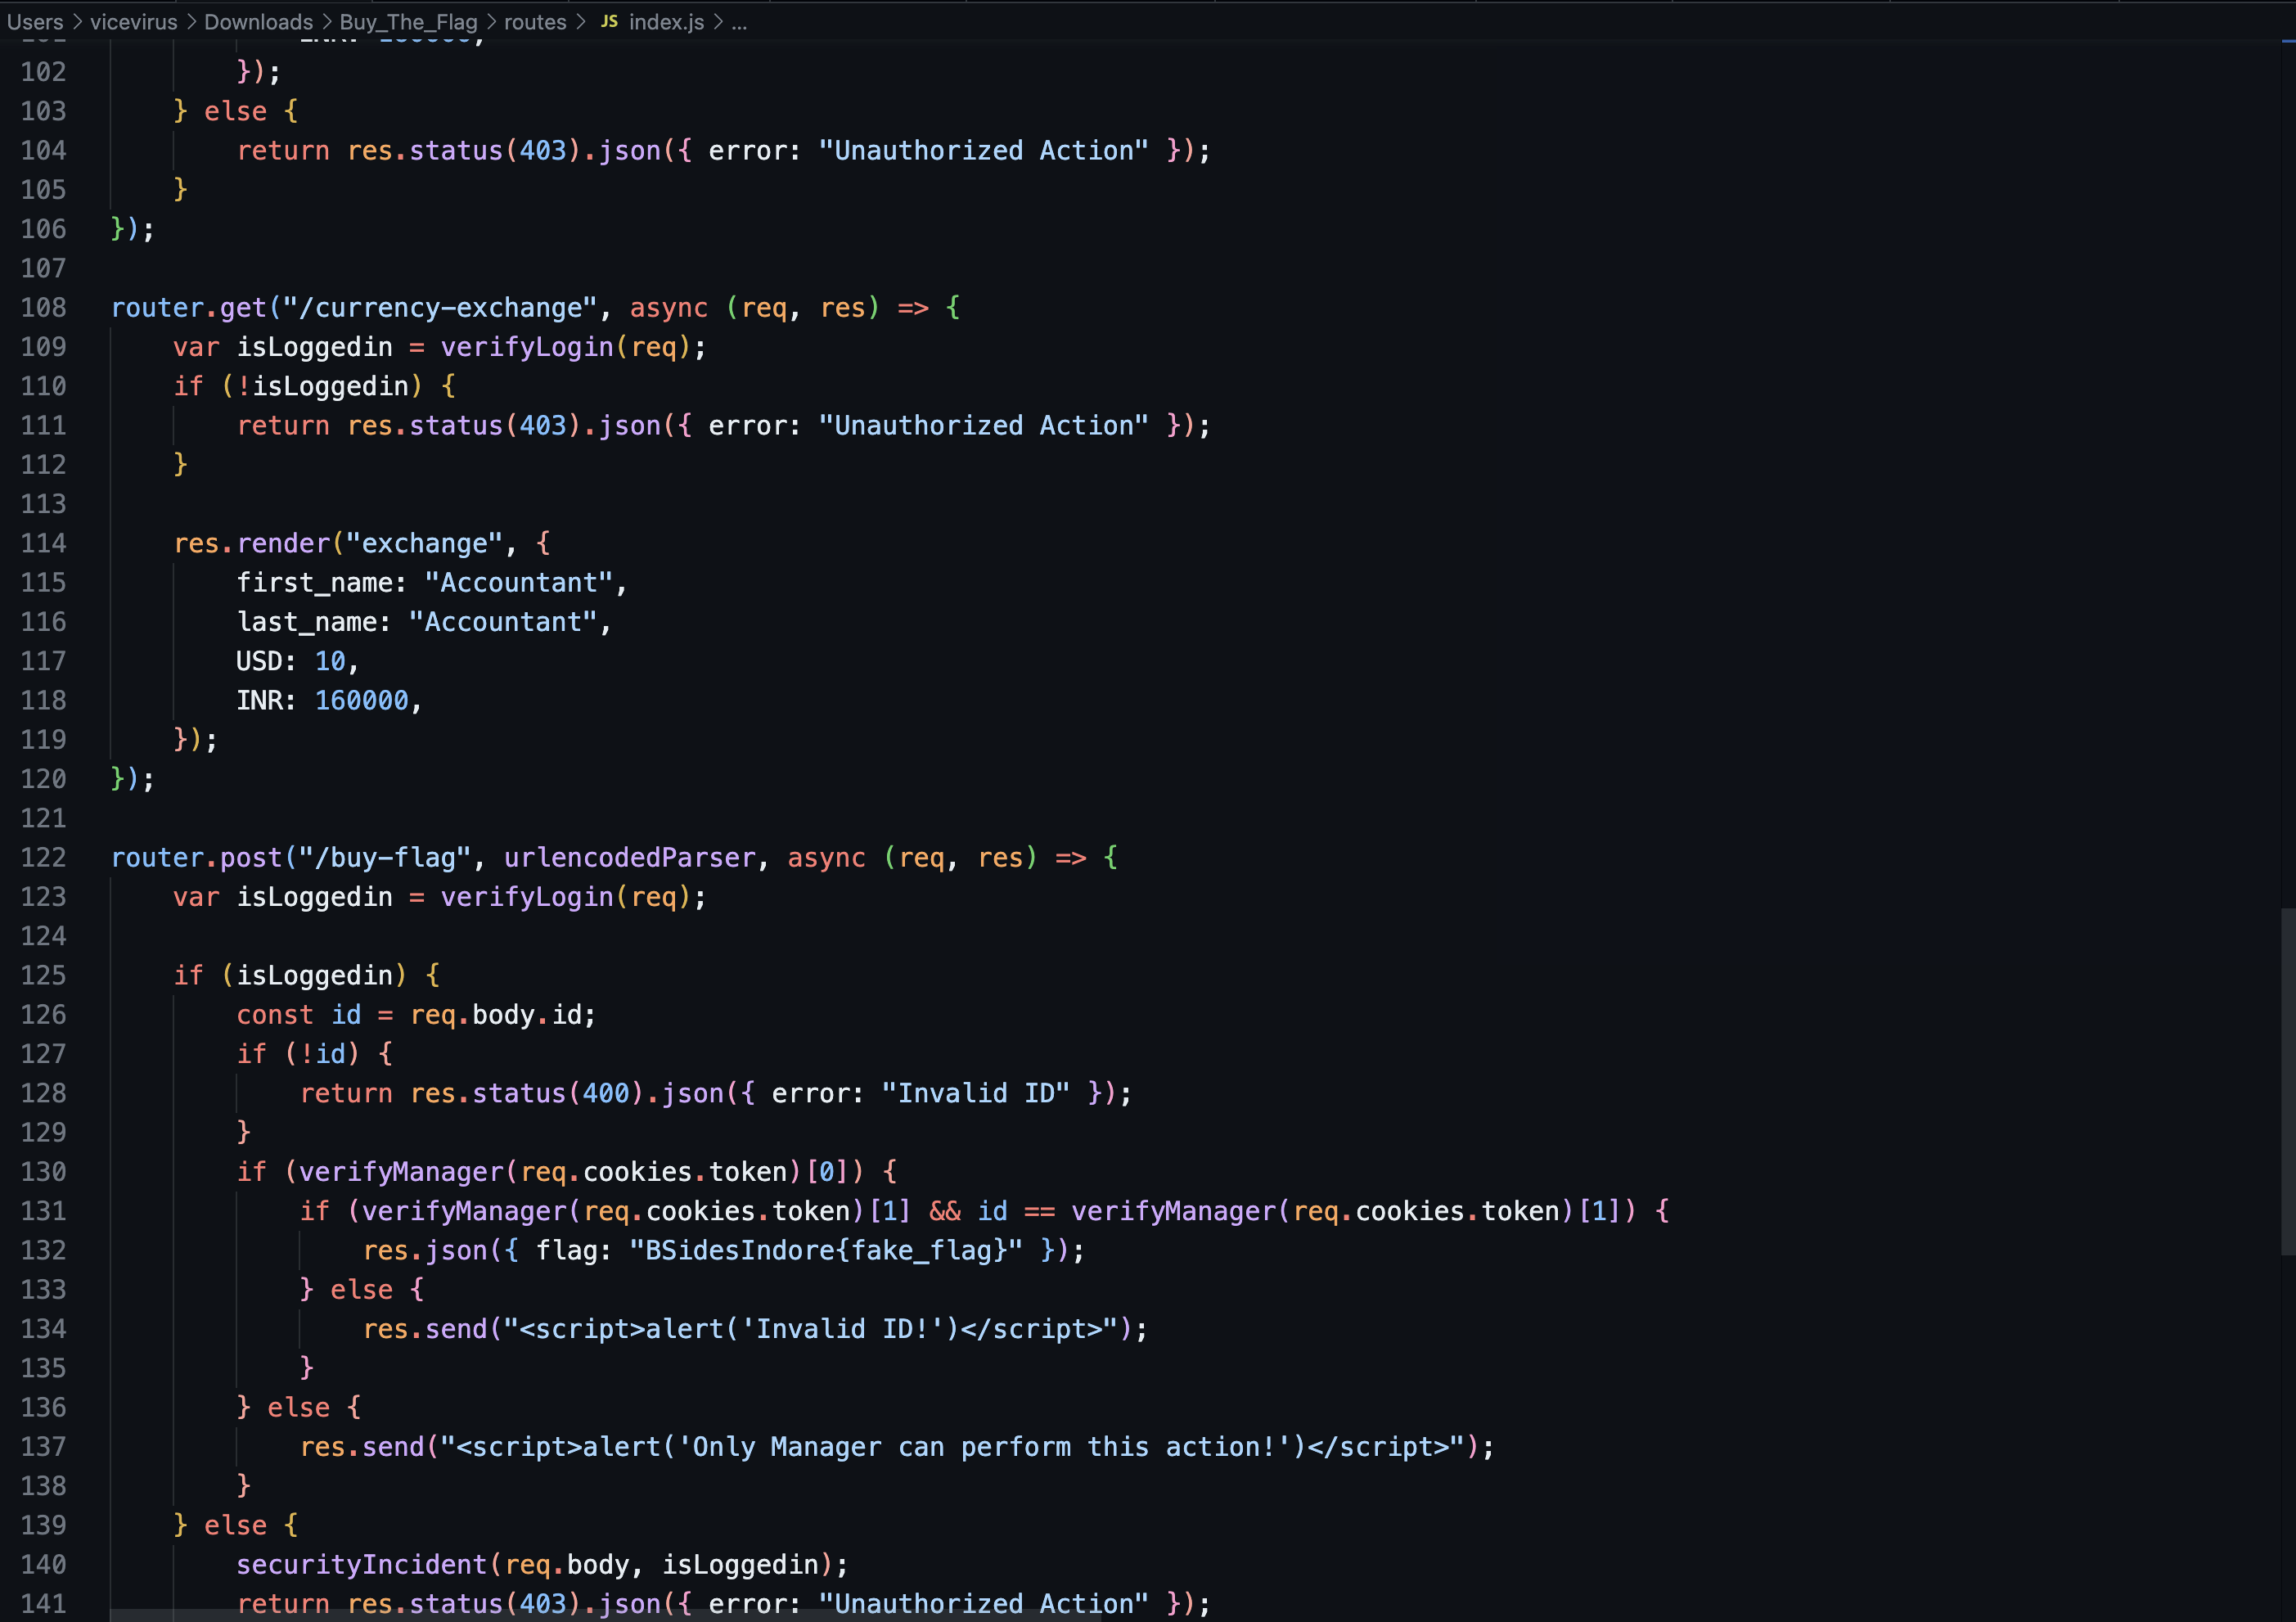 Users > vicevirus > Downloads > Buy_The_Flag > routes > JS index.js > ...
102 });
103 } else {
104 return res.status(403).json({ error: "Unauthorized Action" });
105 }
106 });
107
108 router.get("/currency-exchange", async (req, res) => {
109 var isLoggedin = verifyLogin(req);
110 if (!isLoggedin) {
111 return res.status(403).json({ error: "Unauthorized Action" });
112 }
113
114 res.render("exchange", {
115 first_name: "Accountant",
116 last_name: "Accountant",
117 USD: 10,
118 INR: 160000,
119 });
120 });
121
122 router.post("/buy-flag", urlencodedParser, async (req, res) => {
123 var isLoggedin = verifyLogin(req);
124
125 if (isLoggedin) {
126 const id = req.body.id;
127 if (!id) {
128 return res.status(400).json({ error: "Invalid ID" });
129 }
130 if (verifyManager(req.cookies.token)[0]) {
131 if (verifyManager(req.cookies.token)[1] && id == verifyManager(req.cookies.token)[1]) {
132 res.json({ flag: "BSidesIndore{fake_flag}" });
133 } else {
134 res.send("<script>alert('Invalid ID!')</script>");
135 }
136 } else {
137 res.send("<script>alert('Only Manager can perform this action!')</script>");
138 }
139 } else {
140 securityIncident(req.body, isLoggedin);
141 return res.status(403).json({ error: "Unauthorized Action" });